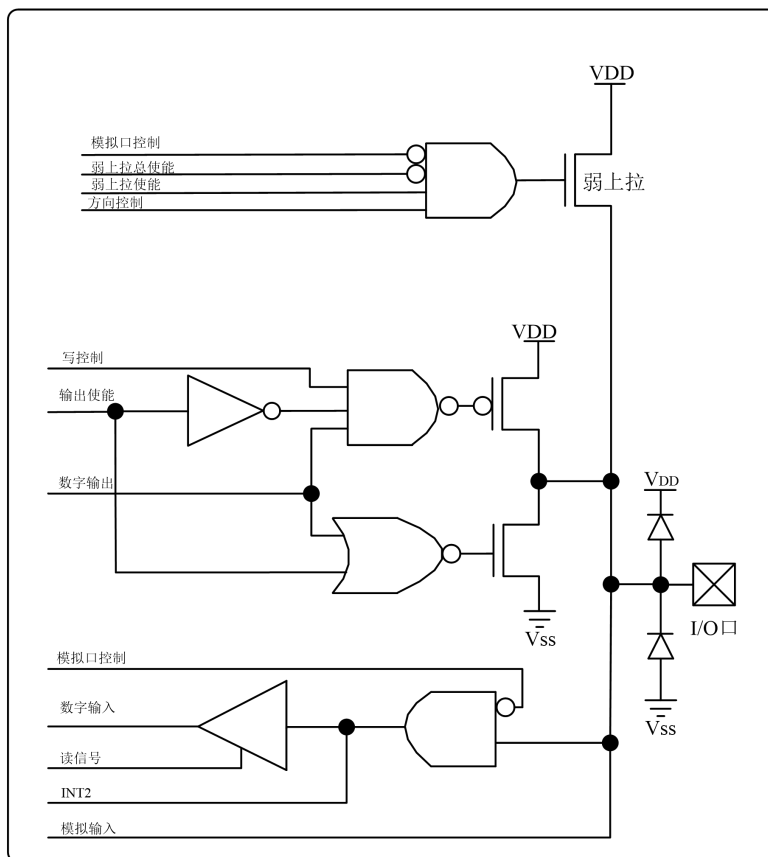 VDD
模拟口控制
弱上拉总使能
弱上拉使能
方向控制
弱上拉
VDD
写控制
输出使能
数字输出
VDD
I/O口
Vss
模拟口控制
Vss
数字输入
读信号
INT2
模拟输入